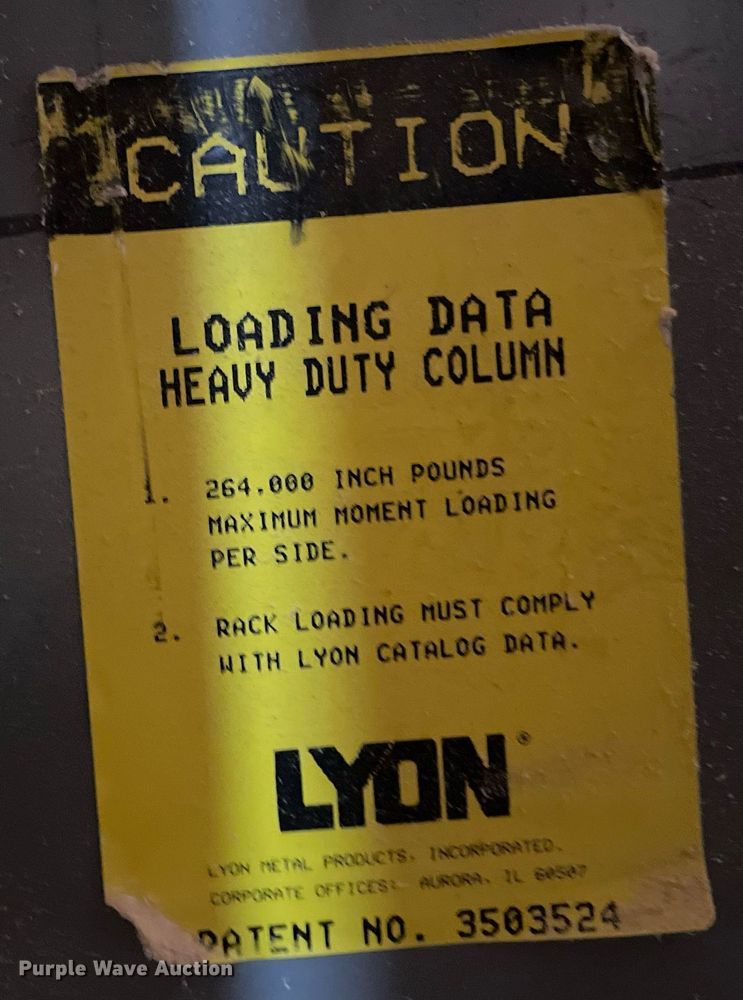 CAUTION
LOADING DATA
HEAVY DUTY COLUMN
1. 264,000 INCH POUNDS
MAXIMUM MOMENT LOADING
PER SIDE.
2. RACK LOADING MUST COMPLY
WITH LYON CATALOG DATA.
LYON®
LYON METAL PRODUCTS, INCORPORATED.
CORPORATE OFFICES: AURORA, IL 60507
PATENT NO. 3503524
Purple Wave Auction